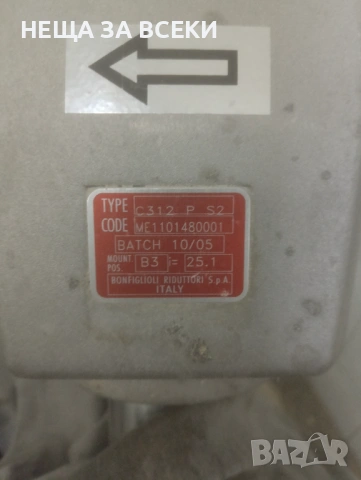 НЕЩА ЗА ВСЕКИ
TYPE C312 P S2
CODE ME1101480001
BATCH 10/05
MOUNT POS B3 i= 25.1
BONFIGLIOLI RIDUTTORI S.p.A.
ITALY
BAZAR